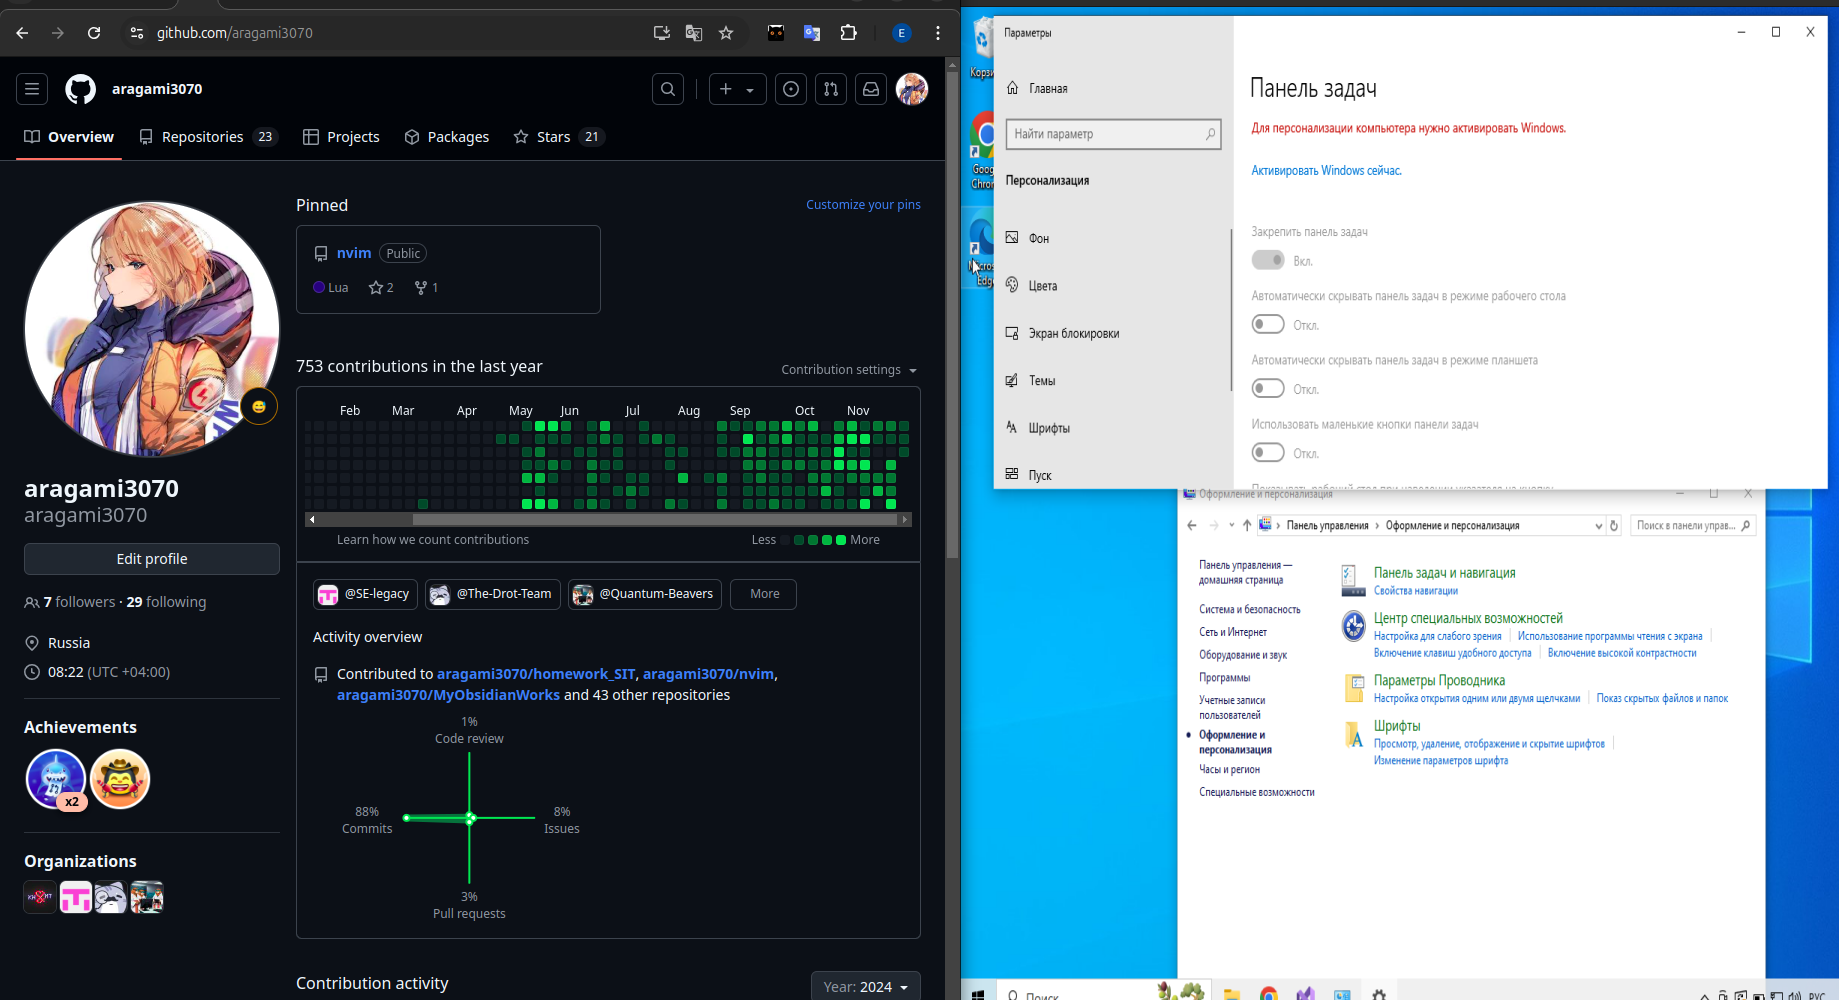 github.com/aragami3070
E
aragami3070
Overview
Repositories 23
Projects
Packages
Stars 21
Pinned
Customize your pins
nvim Public
Lua 2 1
753 contributions in the last year
Contribution settings
Feb Mar Apr May Jun Jul Aug Sep Oct Nov
Learn how we count contributions
Less More
@SE-legacy
@The-Drot-Team
@Quantum-Beavers
More
Activity overview
Contributed to aragami3070/homework_SIT, aragami3070/nvim,
aragami3070/MyObsidianWorks and 43 other repositories
1%
Code review
88%
Commits
8%
Issues
3%
Pull requests
Contribution activity
Year: 2024
aragami3070
aragami3070
Edit profile
7 followers · 29 following
Russia
08:22 (UTC +04:00)
Achievements
x2
Organizations
Параметры
Главная
Найти параметр
Персонализация
Фон
Цвета
Экран блокировки
Темы
Шрифты
Пуск
Панель задач
Для персонализации компьютера нужно активировать Windows.
Активировать Windows сейчас.
Закрепить панель задач
Вкл.
Автоматически скрывать панель задач в режиме рабочего стола
Откл.
Автоматически скрывать панель задач в режиме планшета
Откл.
Использовать маленькие кнопки панели задач
Откл.
Оформление и персонализация
Панель управления › Оформление и персонализация
Поиск в панели управ...
Панель управления —
домашняя страница
Система и безопасность
Сеть и Интернет
Оборудование и звук
Программы
Учетные записи
пользователей
Оформление и
персонализация
Часы и регион
Специальные возможности
Панель задач и навигация
Свойства навигации
Центр специальных возможностей
Настройка для слабого зрения
Использование программы чтения с экрана
Включение клавиш удобного доступа
Включение высокой контрастности
Параметры Проводника
Настройка открытия одним или двумя щелчками
Показ скрытых файлов и папок
Шрифты
Просмотр, удаление, отображение и скрытие шрифтов
Изменение параметров шрифта
Поиск
РУС